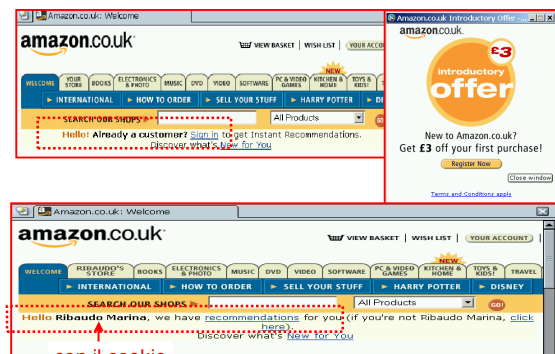 Amazon.co.uk: Welcome
amazon.co.uk
VIEW BASKET | WISH LIST | YOUR ACCOU
NEW
WELCOME YOUR STORE BOOKS ELECTRONICS & PHOTO MUSIC DVD VIDEO SOFTWARE PC & VIDEO GAMES KITCHEN & HOME TOYS & KIDS!
INTERNATIONAL HOW TO ORDER SELL YOUR STUFF HARRY POTTER DI
SEARCH OUR SHOPS All Products GO
Hello! Already a customer? Sign in to get Instant Recommendations.
Discover what's New for You
Amazon.co.uk Introductory Offer -...
amazon.co.uk.
£3
introductory
offer
New to Amazon.co.uk?
Get £3 off your first purchase!
Register Now
Close window
Terms and Conditions apply
Amazon.co.uk: Welcome
amazon.co.uk
VIEW BASKET | WISH LIST | YOUR ACCOUNT
NEW
WELCOME RIBAUDO'S STORE BOOKS ELECTRONICS & PHOTO MUSIC DVD VIDEO SOFTWARE PC & VIDEO GAMES KITCHEN & HOME TOYS & KIDS! TRAVEL
INTERNATIONAL HOW TO ORDER SELL YOUR STUFF HARRY POTTER DISNEY
SEARCH OUR SHOPS All Products GO!
Hello Ribaudo Marina, we have recommendations for you (if you're not Ribaudo Marina, click
here).
Discover what's New for You
con il cookie